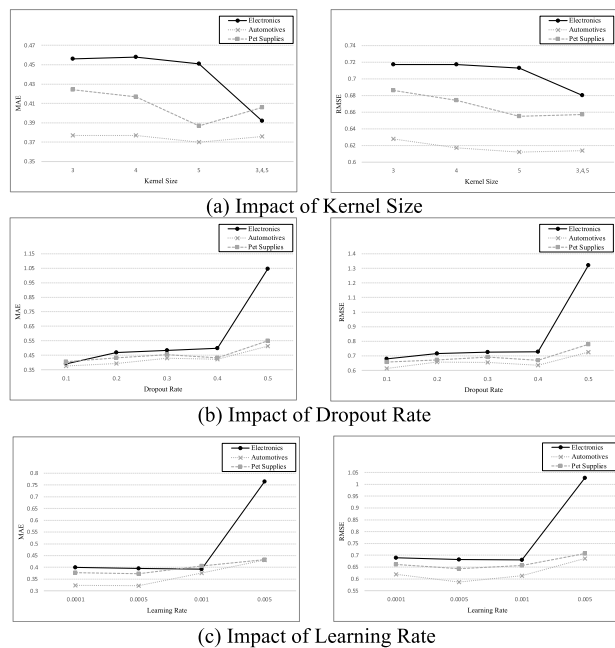 Electronics
Automotives
Pet Supplies
0.47
0.45
0.43
0.41
0.39
0.37
0.35
MAE
3
4
5
3,4,5
Kernel Size
Electronics
Automotives
Pet Supplies
0.74
0.72
0.7
0.68
0.66
0.64
0.62
0.6
RMSE
3
4
5
3,4,5
Kernel Size
(a) Impact of Kernel Size
Electronics
Automotives
Pet Supplies
1.15
1.05
0.95
0.85
0.75
0.65
0.55
0.45
0.35
MAE
0.1
0.2
0.3
0.4
0.5
Dropout Rate
Electronics
Automotives
Pet Supplies
1.4
1.3
1.2
1.1
1
0.9
0.8
0.7
0.6
RMSE
0.1
0.2
0.3
0.4
0.5
Dropout Rate
(b) Impact of Dropout Rate
Electronics
Automotives
Pet Supplies
0.8
0.75
0.7
0.65
0.6
0.55
0.5
0.45
0.4
0.35
0.3
MAE
0.0001
0.0005
0.001
0.005
Learning Rate
Electronics
Automotives
Pet Supplies
1.05
1
0.95
0.9
0.85
0.8
0.75
0.7
0.65
0.6
0.55
RMSE
0.0001
0.0005
0.001
0.005
Learning Rate
(c) Impact of Learning Rate